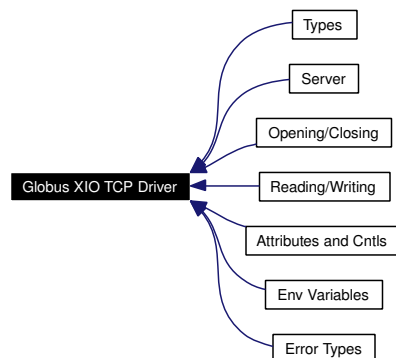 Types
Server
Opening/Closing
Globus XIO TCP Driver
Reading/Writing
Attributes and Cntls
Env Variables
Error Types